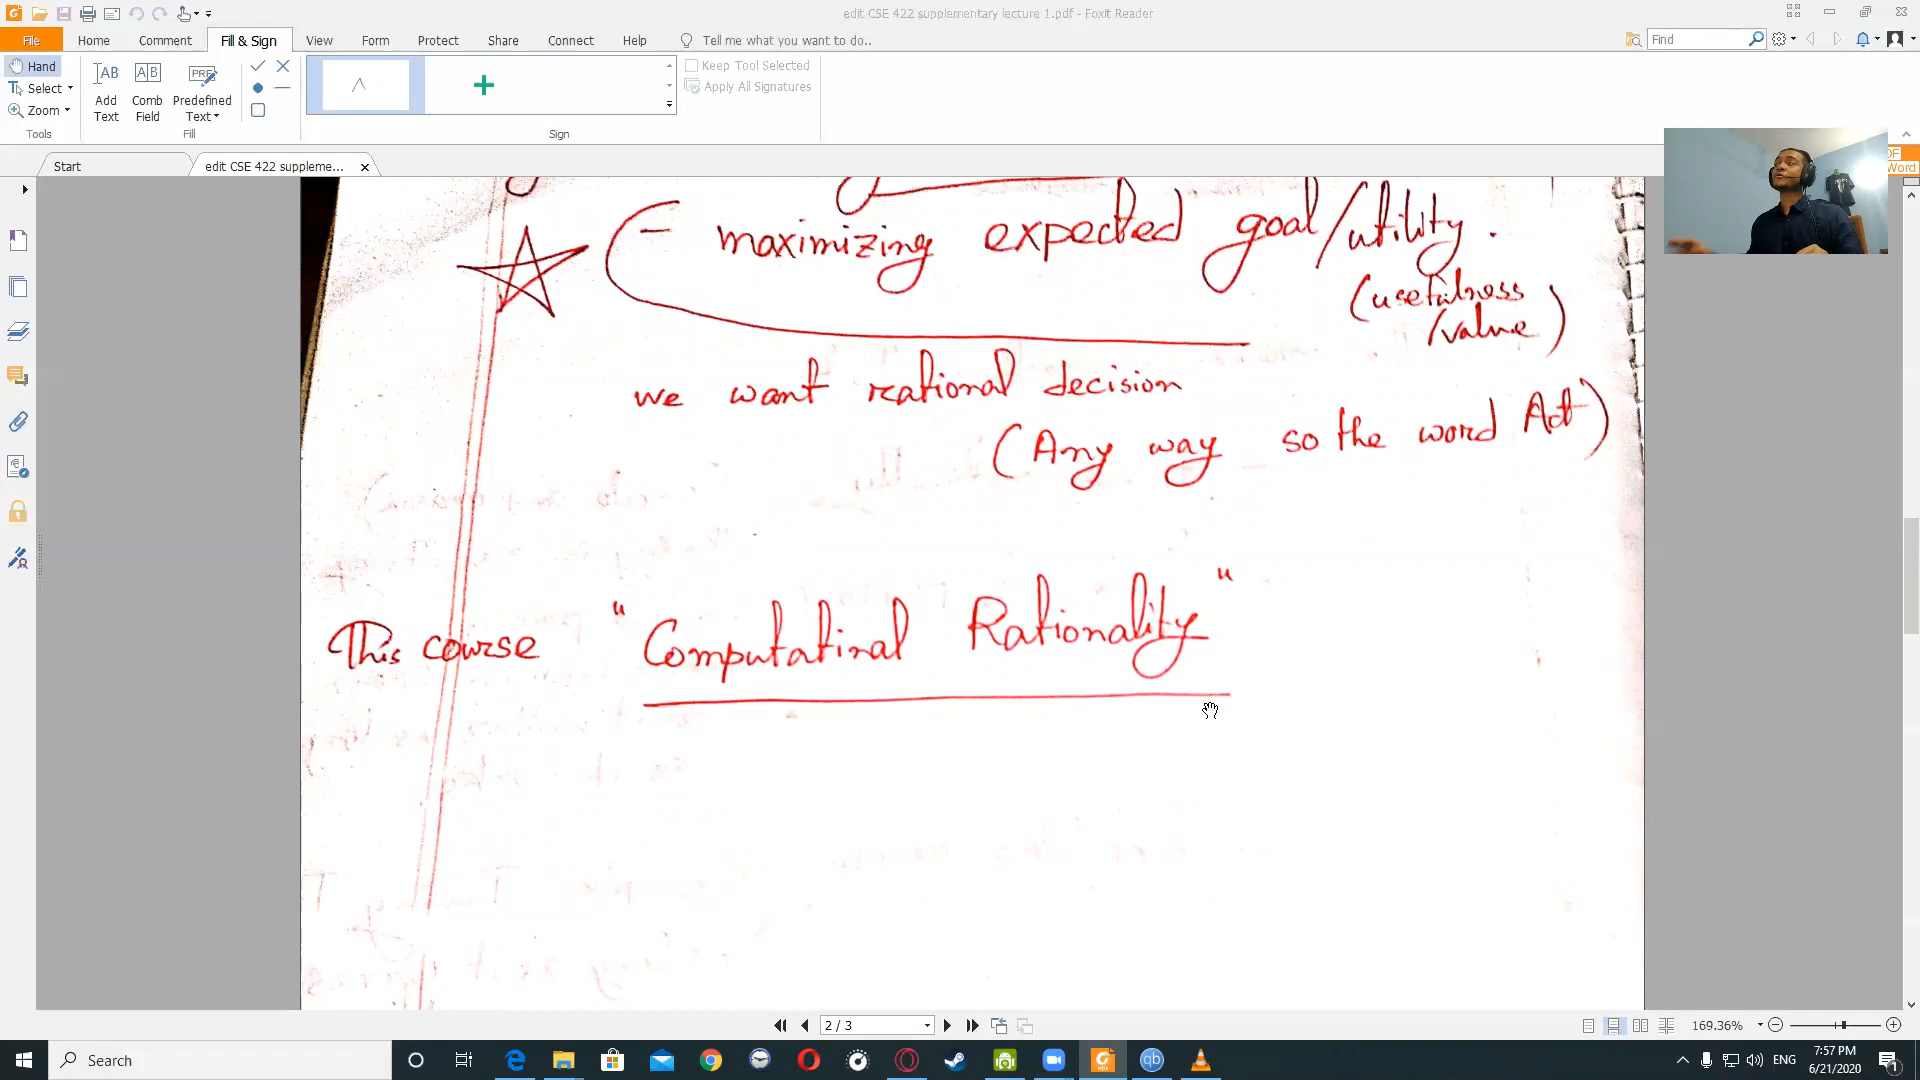 edit CSE 422 supplementary lecture 1.pdf - Foxit Reader
File Home Comment Fill & Sign View Form Protect Share Connect Help Tell me what you want to do.. Find
Hand
Select
Zoom
Tools
Add Text
Comb Field
Predefined Text
Fill
Keep Tool Selected
Apply All Signatures
Sign
Start
edit CSE 422 suppleme...
Word
- maximizing expected goal/utility.
(usefulness
/value)
we want rational decision
(Any way so the word Act)
This course "Computatinal Rationality"
2 / 3
169.36%
Search
ENG
7:57 PM
6/21/2020